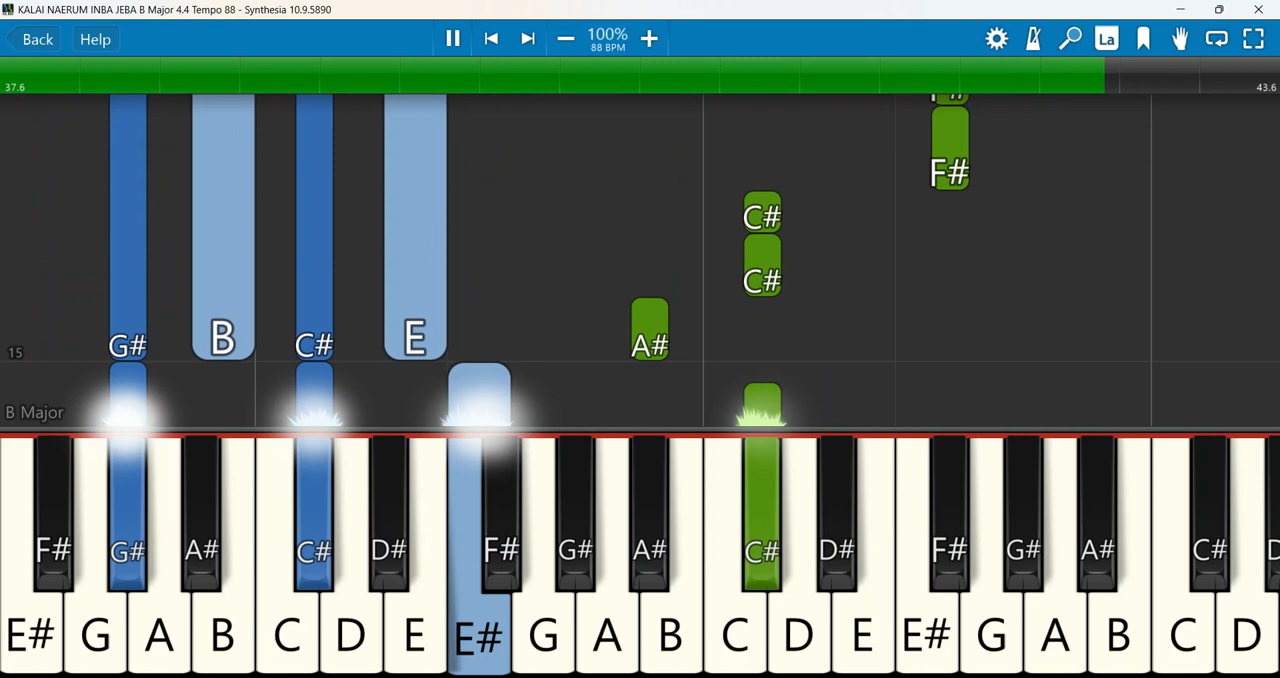 KALAI NAERUM INBA JEBA B Major 4.4 Tempo 88 - Synthesia 10.9.5890
Back Help 100% La
88 BPM
37.6 43.6
F#
C#
C#
G# B C# E A#
15
B Major
F# G# A# C# D# F# G# A# C# D# F# G# A# C#
E# G A B C D E E# G A B C D E E# G A B C D